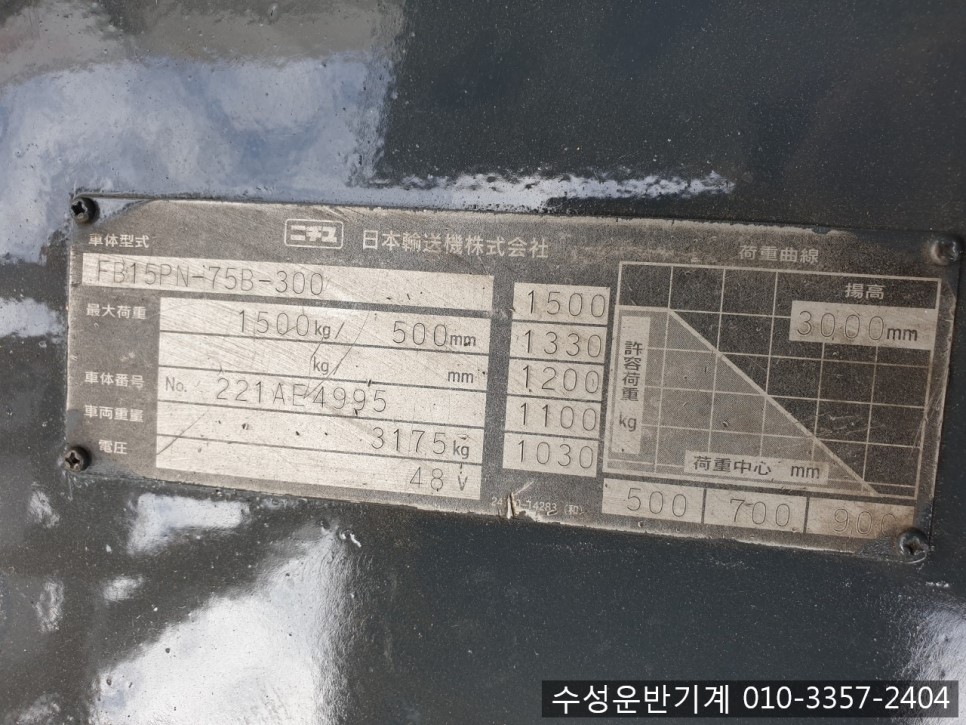 ニチユ 日本輸送機株式会社
車体型式
FB15PN-75B-300
最大荷重
1500kg/ 500mm
kg/ mm
車体番号
No. 221AE4995
車両重量
3175kg
電圧
48V
1500
1330
1200
1100
1030
荷重曲線
揚高
3000mm
許容荷重
kg
荷重中心 mm
500 700 900
(和)
수성운반기계 010-3357-2404